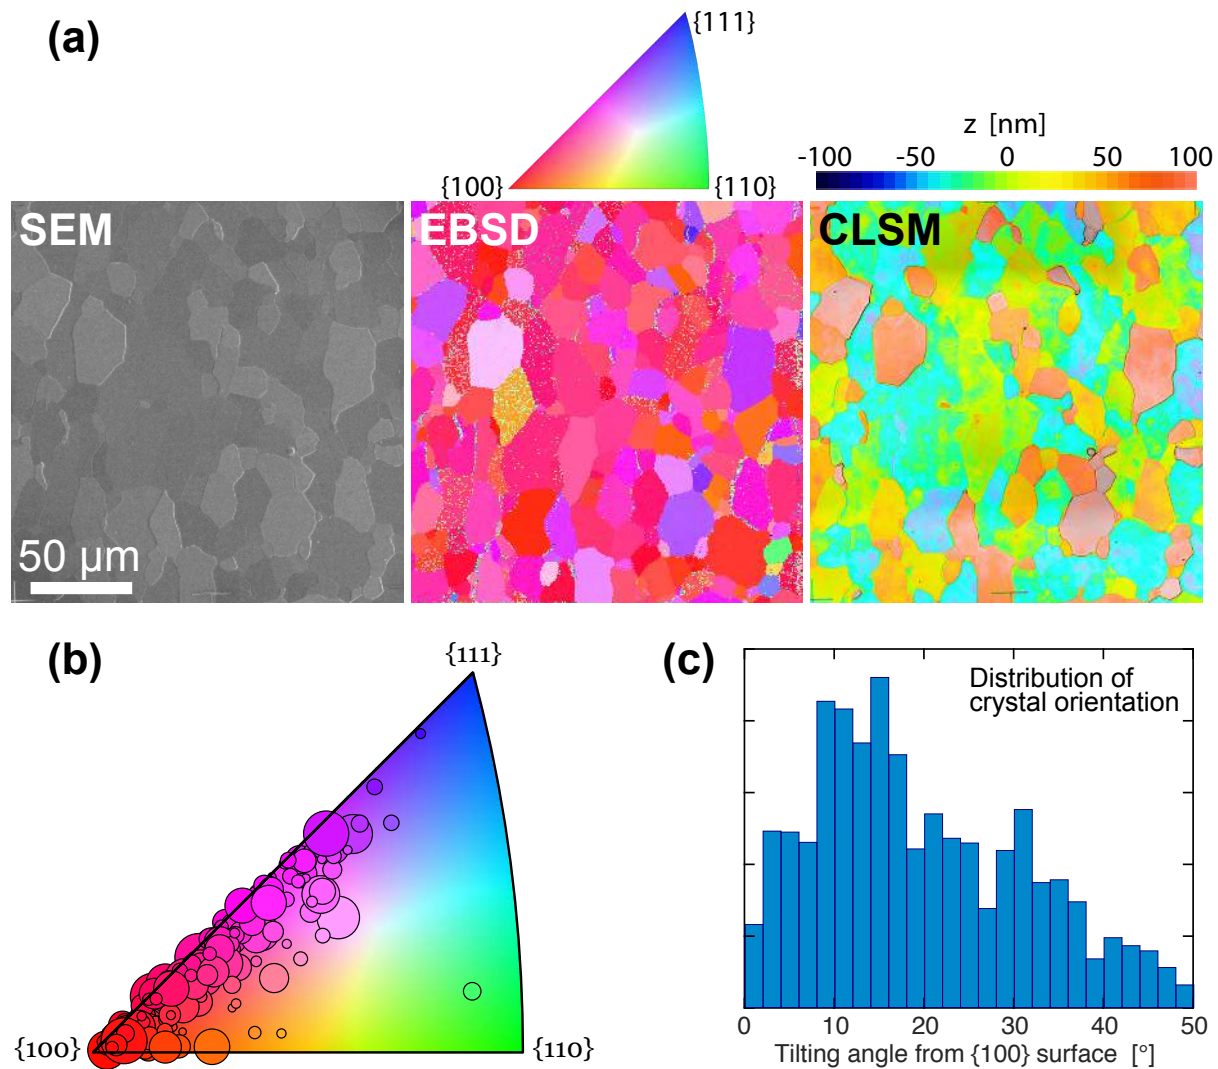 (a)
{111}
{100}
{110}
z [nm]
-100 -50 0 50 100
SEM
EBSD
CLSM
50 μm
(b)
{111}
{100}
{110}
(c)
Distribution of
crystal orientation
0 10 20 30 40 50
Tilting angle from {100} surface [°]